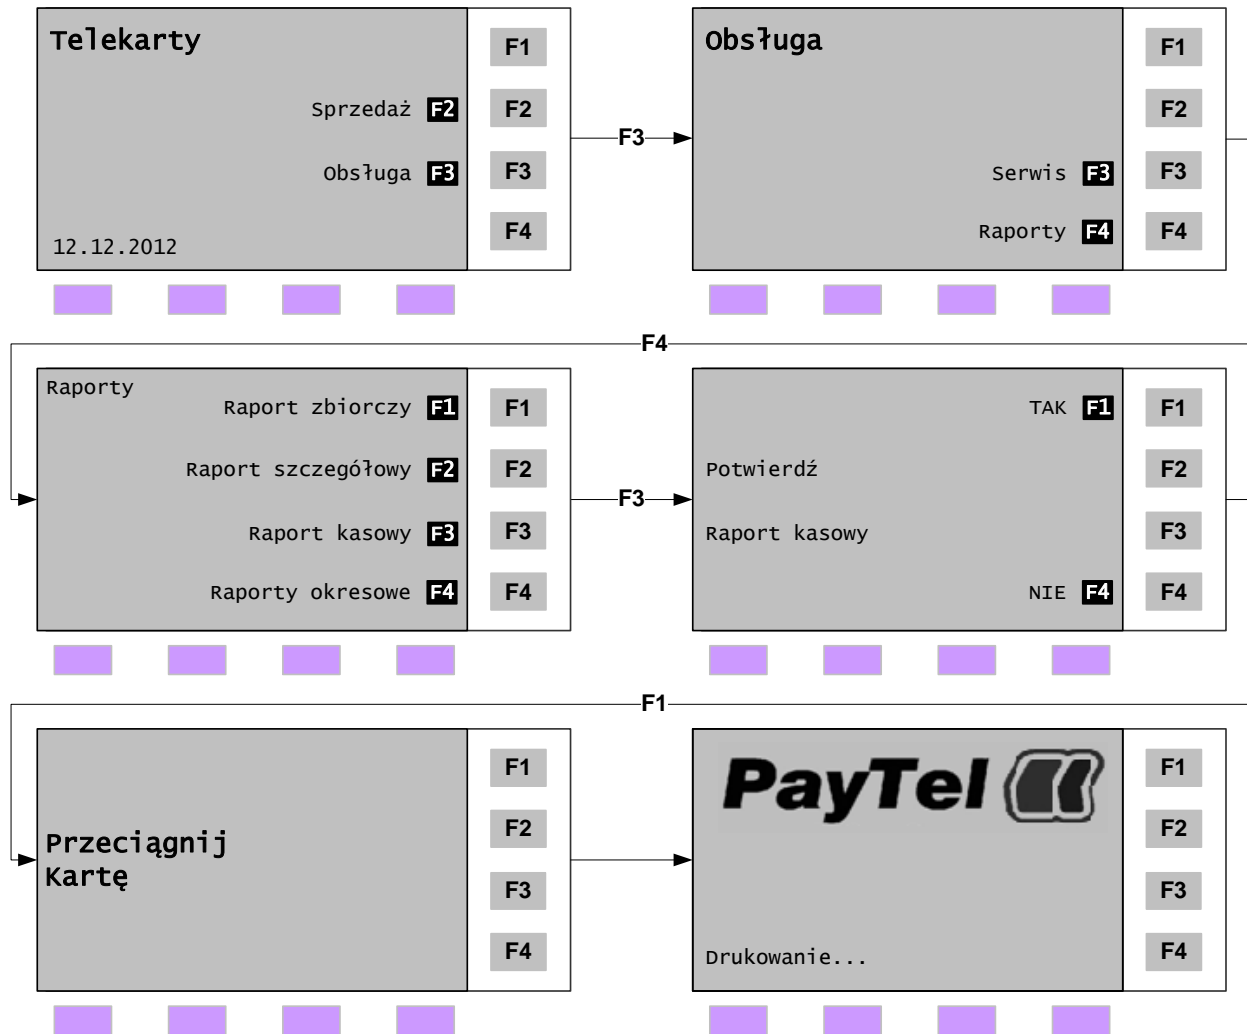 Telekarty
F1
Sprzedaż F2
F2
Obsługa F3
F3
12.12.2012
F4
F3
Obsługa
F1
F2
Serwis F3
F3
Raporty F4
F4
F4
Raporty
Raport zbiorczy F1
F1
Raport szczegółowy F2
F2
Raport kasowy F3
F3
Raporty okresowe F4
F4
F3
TAK F1
F1
Potwierdź
F2
Raport kasowy
F3
NIE F4
F4
F1
F1
Przeciągnij
F2
Kartę
F3
F4
PayTel
F1
F2
F3
Drukowanie...
F4